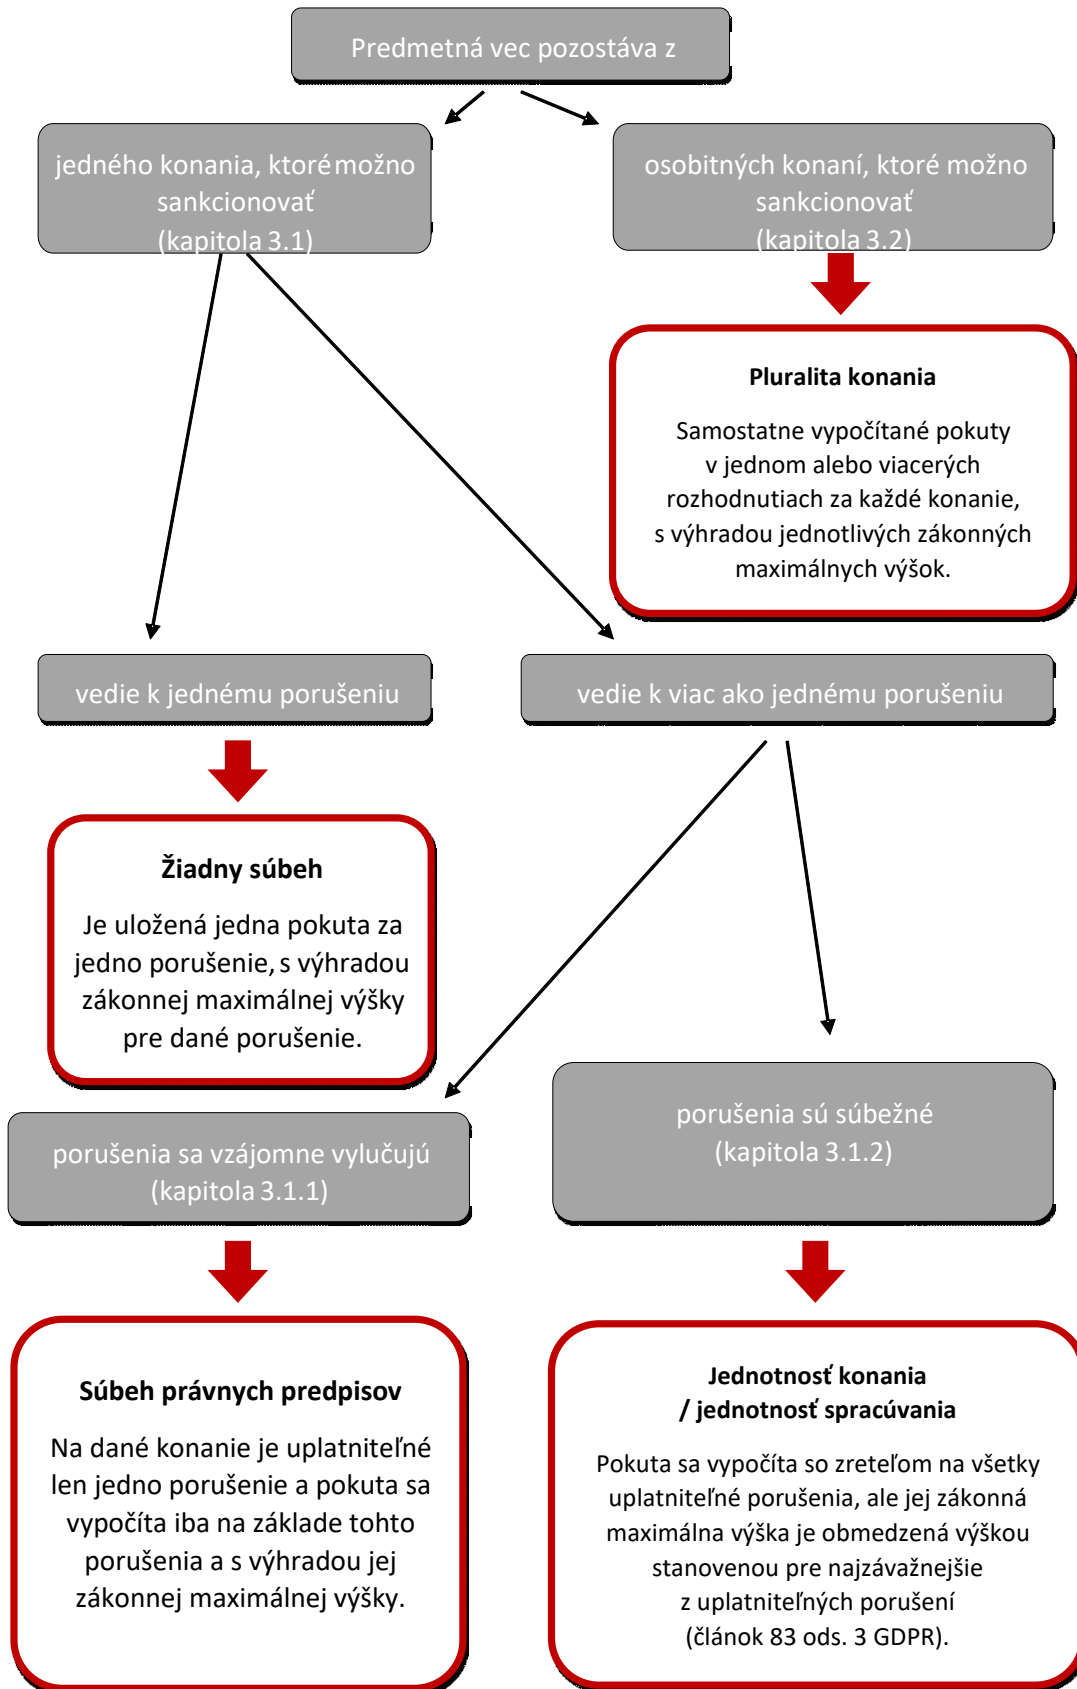 Predmetná vec pozostáva z
jedného konania, ktoré možno
sankcionovať
(kapitola 3.1)
osobitných konaní, ktoré možno
sankcionovať
(kapitola 3.2)
Pluralita konania
Samostatne vypočítané pokuty
v jednom alebo viacerých
rozhodnutiach za každé konanie,
s výhradou jednotlivých zákonných
maximálnych výšok.
vedie k jednému porušeniu
vedie k viac ako jednému porušeniu
Žiadny súbeh
Je uložená jedna pokuta za
jedno porušenie, s výhradou
zákonnej maximálnej výšky
pre dané porušenie.
porušenia sa vzájomne vylučujú
(kapitola 3.1.1)
porušenia sú súbežné
(kapitola 3.1.2)
Súbeh právnych predpisov
Na dané konanie je uplatniteľné
len jedno porušenie a pokuta sa
vypočíta iba na základe tohto
porušenia a s výhradou jej
zákonnej maximálnej výšky.
Jednotnosť konania
/ jednotnosť spracúvania
Pokuta sa vypočíta so zreteľom na všetky
uplatniteľné porušenia, ale jej zákonná
maximálna výška je obmedzená výškou
stanovenou pre najzávažnejšie
z uplatniteľných porušení
(článok 83 ods. 3 GDPR).